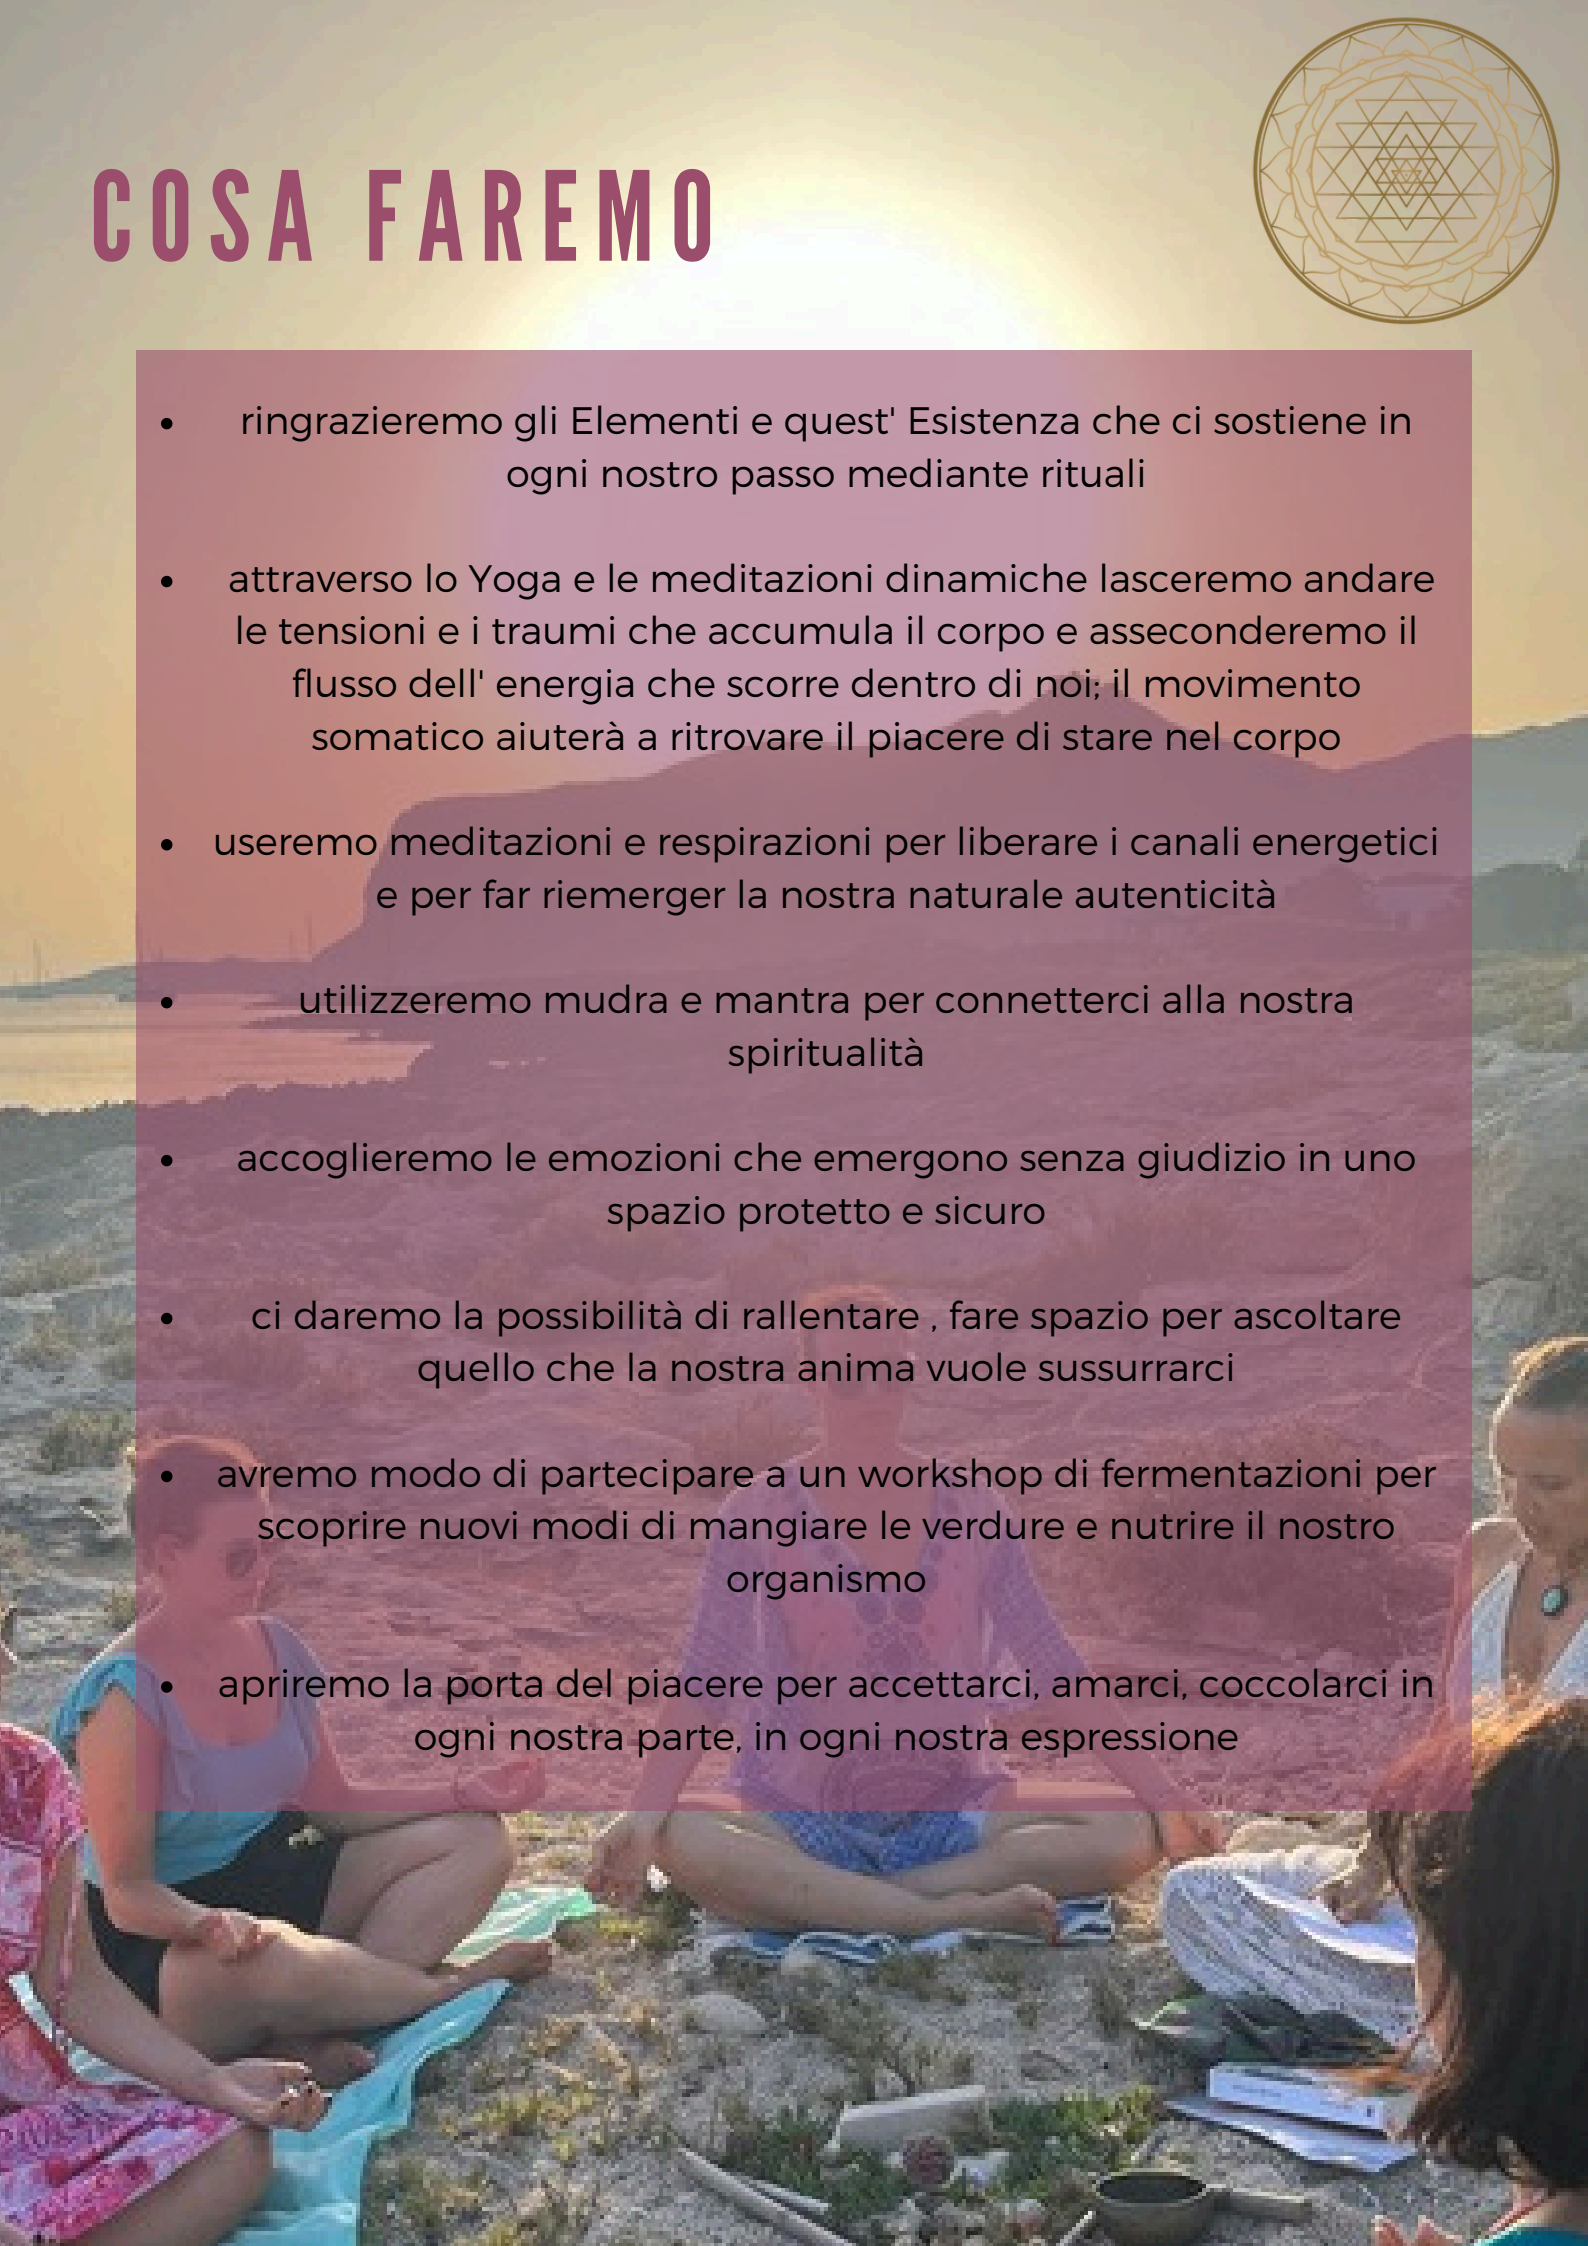 COSA FAREMO
• ringrazieremo gli Elementi e quest' Esistenza che ci sostiene in
ogni nostro passo mediante rituali
• attraverso lo Yoga e le meditazioni dinamiche lasceremo andare
le tensioni e i traumi che accumula il corpo e asseconderemo il
flusso dell' energia che scorre dentro di noi; il movimento
somatico aiuterà a ritrovare il piacere di stare nel corpo
• useremo meditazioni e respirazioni per liberare i canali energetici
e per far riemerger la nostra naturale autenticità
• utilizzeremo mudra e mantra per connetterci alla nostra
spiritualità
• accoglieremo le emozioni che emergono senza giudizio in uno
spazio protetto e sicuro
• ci daremo la possibilità di rallentare , fare spazio per ascoltare
quello che la nostra anima vuole sussurrarci
• avremo modo di partecipare a un workshop di fermentazioni per
scoprire nuovi modi di mangiare le verdure e nutrire il nostro
organismo
• apriremo la porta del piacere per accettarci, amarci, coccolarci in
ogni nostra parte, in ogni nostra espressione